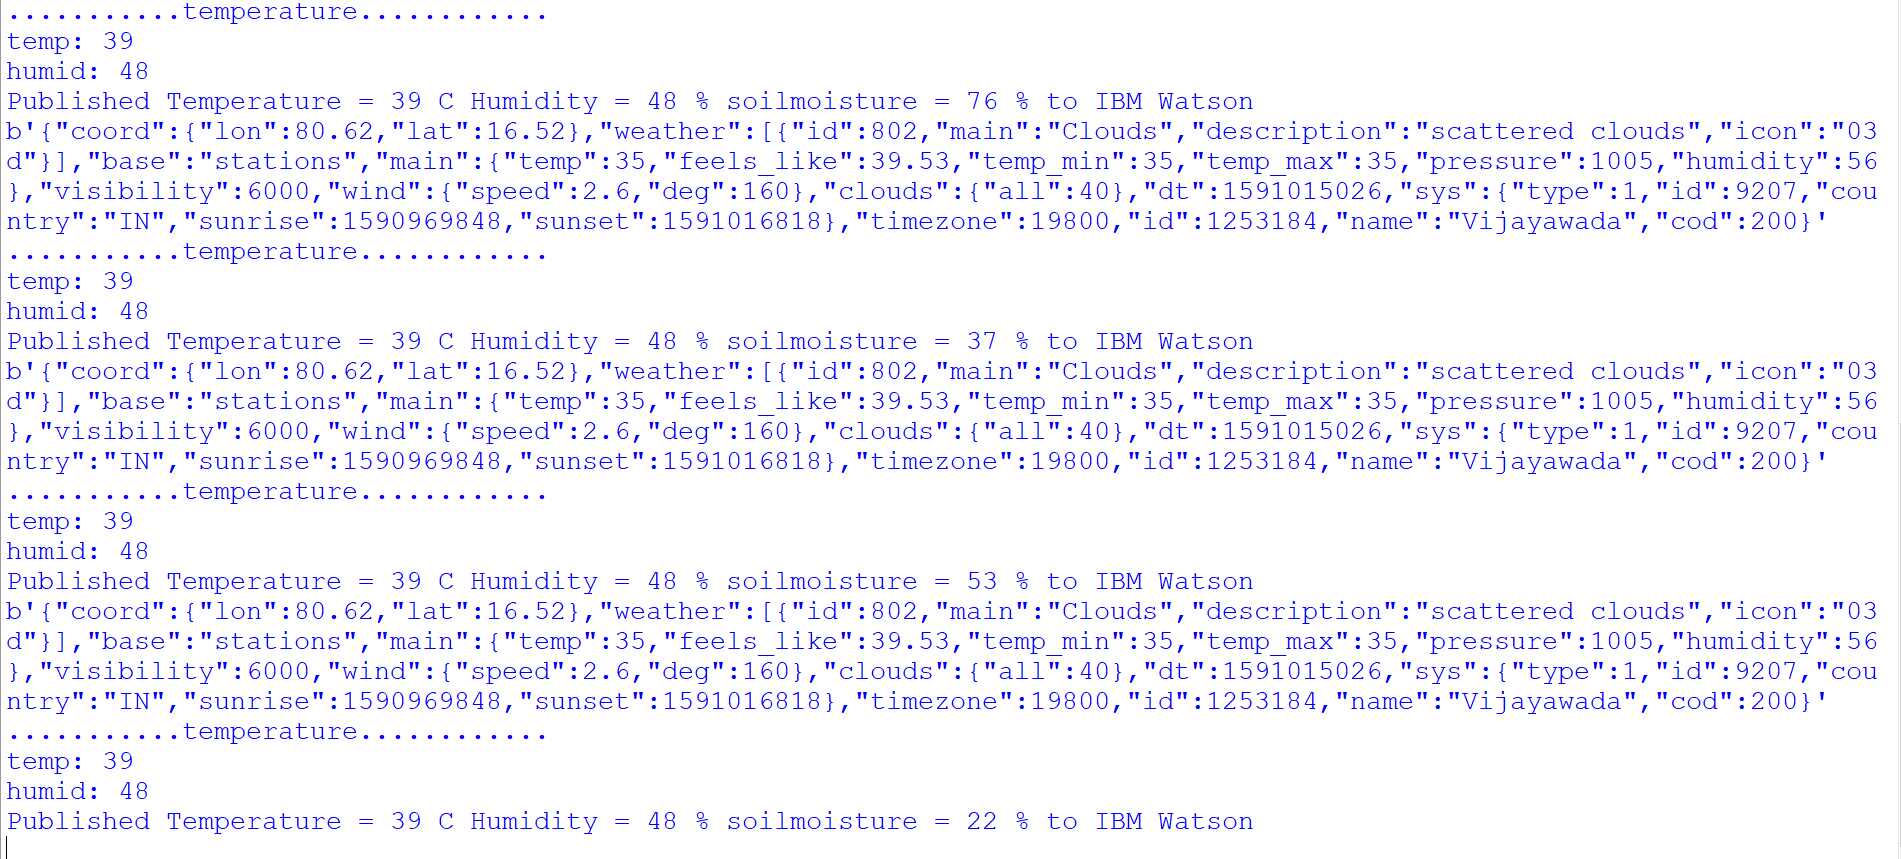 ...........temperature............
temp: 39
humid: 48
Published Temperature = 39 C Humidity = 48 % soilmoisture = 76 % to IBM Watson
b'{"coord":{"lon":80.62,"lat":16.52},"weather":[{"id":802,"main":"Clouds","description":"scattered clouds","icon":"03
d"}],"base":"stations","main":{"temp":35,"feels_like":39.53,"temp_min":35,"temp_max":35,"pressure":1005,"humidity":56
},"visibility":6000,"wind":{"speed":2.6,"deg":160},"clouds":{"all":40},"dt":1591015026,"sys":{"type":1,"id":9207,"cou
ntry":"IN","sunrise":1590969848,"sunset":1591016818},"timezone":19800,"id":1253184,"name":"Vijayawada","cod":200}'
...........temperature............
temp: 39
humid: 48
Published Temperature = 39 C Humidity = 48 % soilmoisture = 37 % to IBM Watson
b'{"coord":{"lon":80.62,"lat":16.52},"weather":[{"id":802,"main":"Clouds","description":"scattered clouds","icon":"03
d"}],"base":"stations","main":{"temp":35,"feels_like":39.53,"temp_min":35,"temp_max":35,"pressure":1005,"humidity":56
},"visibility":6000,"wind":{"speed":2.6,"deg":160},"clouds":{"all":40},"dt":1591015026,"sys":{"type":1,"id":9207,"cou
ntry":"IN","sunrise":1590969848,"sunset":1591016818},"timezone":19800,"id":1253184,"name":"Vijayawada","cod":200}'
...........temperature............
temp: 39
humid: 48
Published Temperature = 39 C Humidity = 48 % soilmoisture = 53 % to IBM Watson
b'{"coord":{"lon":80.62,"lat":16.52},"weather":[{"id":802,"main":"Clouds","description":"scattered clouds","icon":"03
d"}],"base":"stations","main":{"temp":35,"feels_like":39.53,"temp_min":35,"temp_max":35,"pressure":1005,"humidity":56
},"visibility":6000,"wind":{"speed":2.6,"deg":160},"clouds":{"all":40},"dt":1591015026,"sys":{"type":1,"id":9207,"cou
ntry":"IN","sunrise":1590969848,"sunset":1591016818},"timezone":19800,"id":1253184,"name":"Vijayawada","cod":200}'
...........temperature............
temp: 39
humid: 48
Published Temperature = 39 C Humidity = 48 % soilmoisture = 22 % to IBM Watson